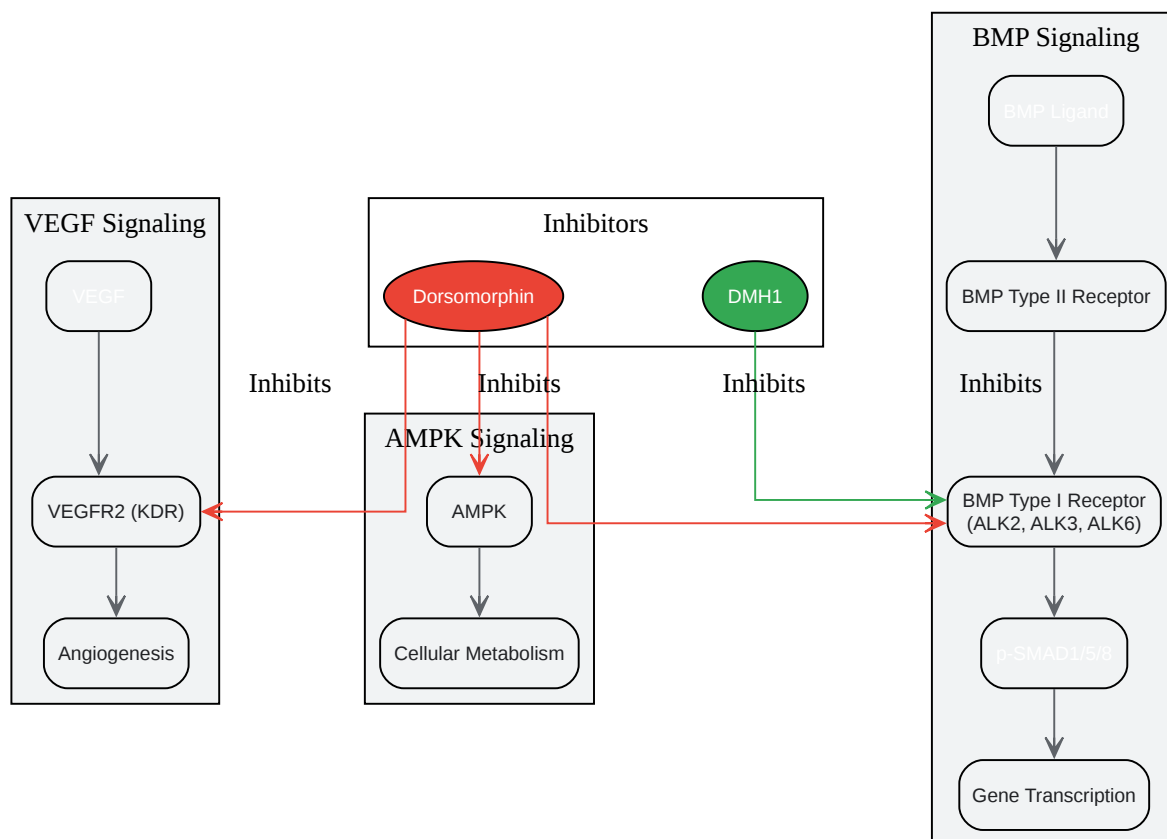 BMP Signaling
BMP Ligand
VEGF Signaling
Inhibitors
VEGF
Dorsomorphin
DMH1
BMP Type II Receptor
Inhibits
Inhibits
Inhibits
Inhibits
AMPK Signaling
VEGFR2 (KDR)
AMPK
BMP Type I Receptor
(ALK2, ALK3, ALK6)
Angiogenesis
Cellular Metabolism
p-SMAD1/5/8
Gene Transcription